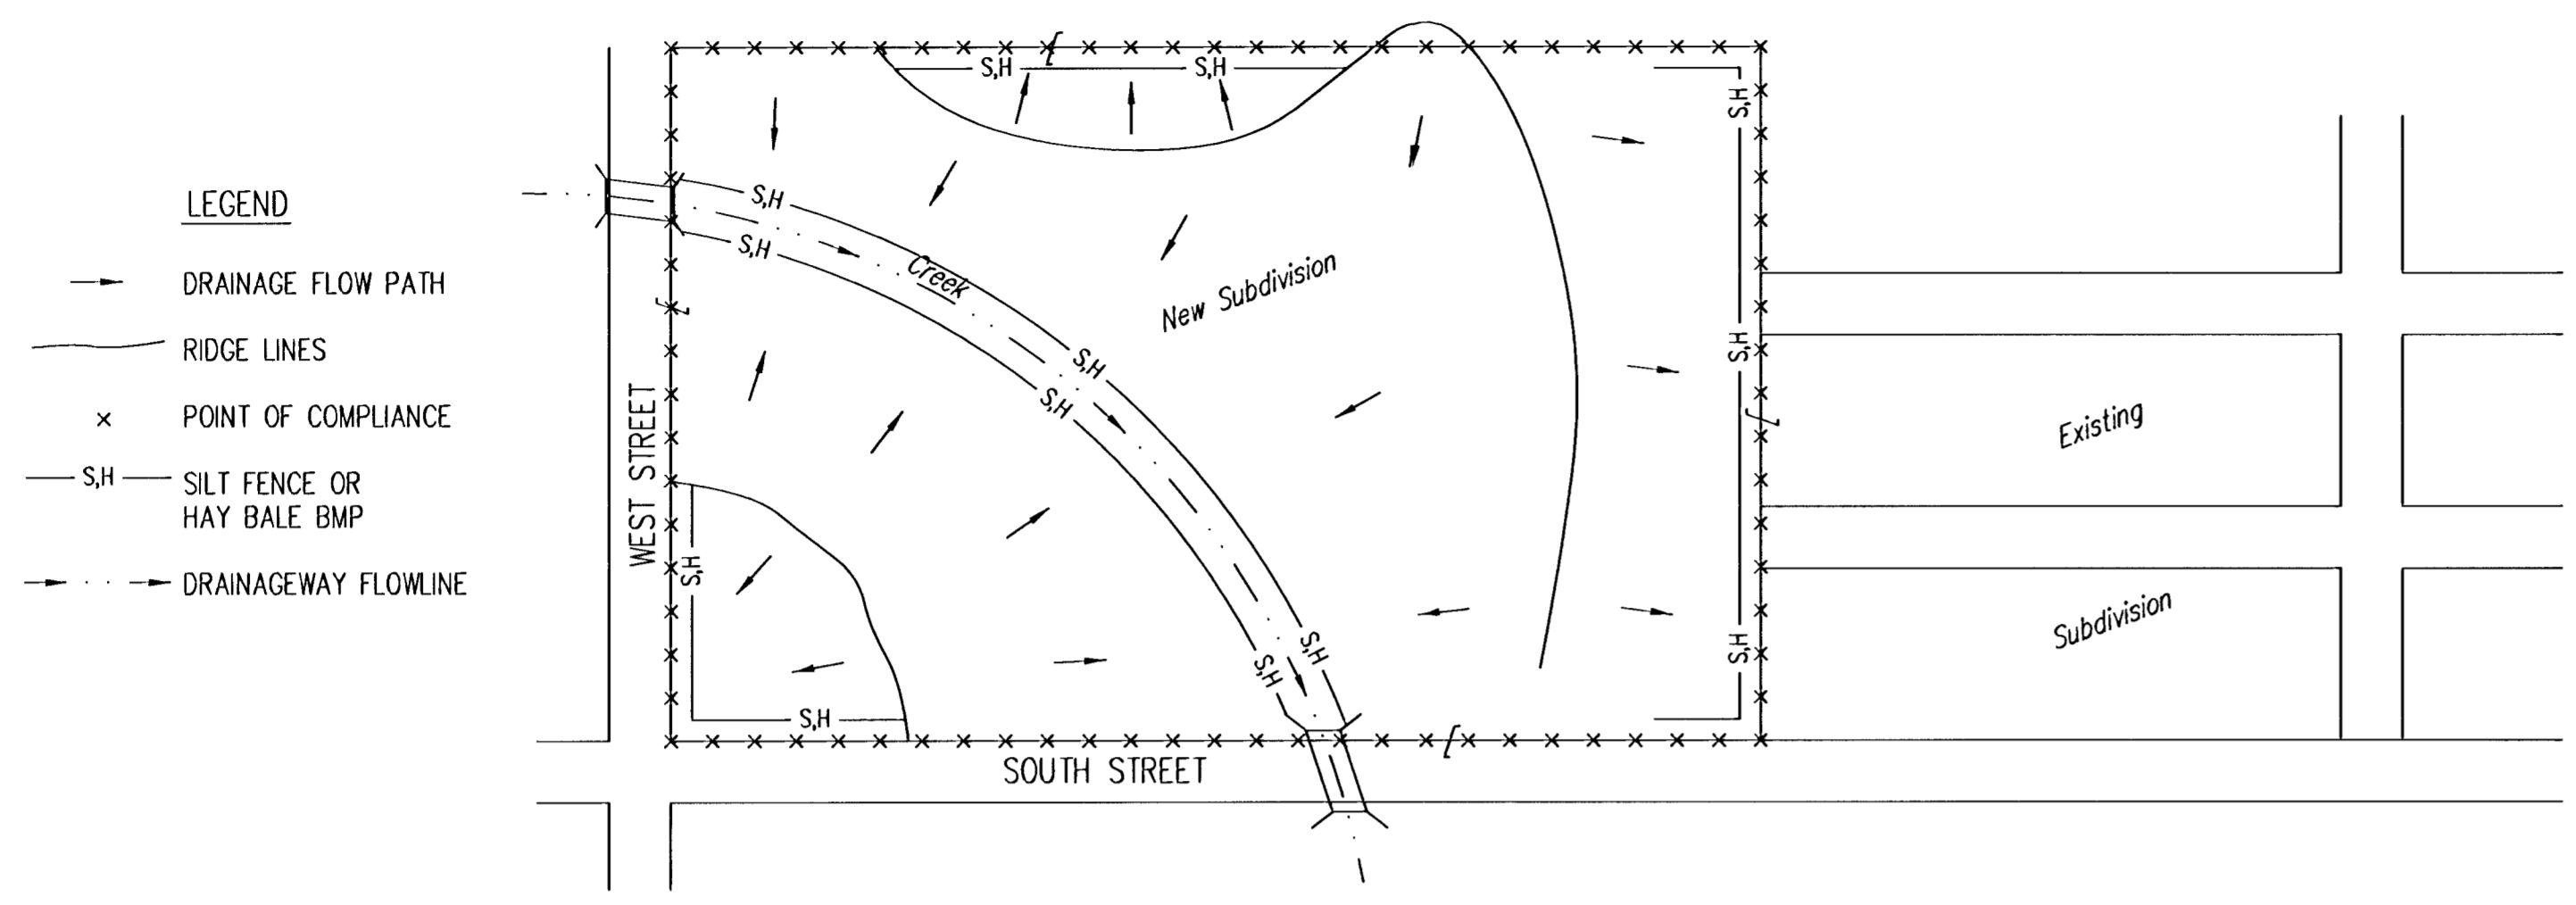 LEGEND
DRAINAGE FLOW PATH
RIDGE LINES
POINT OF COMPLIANCE
S,H
SILT FENCE OR
HAY BALE BMP
DRAINAGEWAY FLOWLINE
S,H
S,H
S,H
S,H
S,H
Creek
New Subdivision
S,H
S,H
S,H
WEST STREET
Existing
S,H
Subdivision
S,H
S,H
S,H
S,H
SOUTH STREET